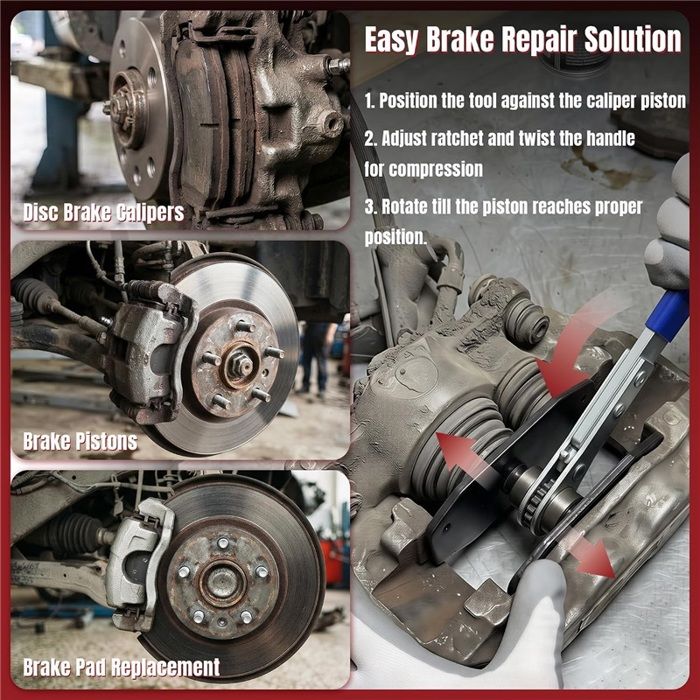 Easy Brake Repair Solution
1. Position the tool against the caliper piston
2. Adjust ratchet and twist the handle
for compression
3. Rotate till the piston reaches proper
position.
Disc Brake Calipers
Brake Pistons
Brake Pad Replacement